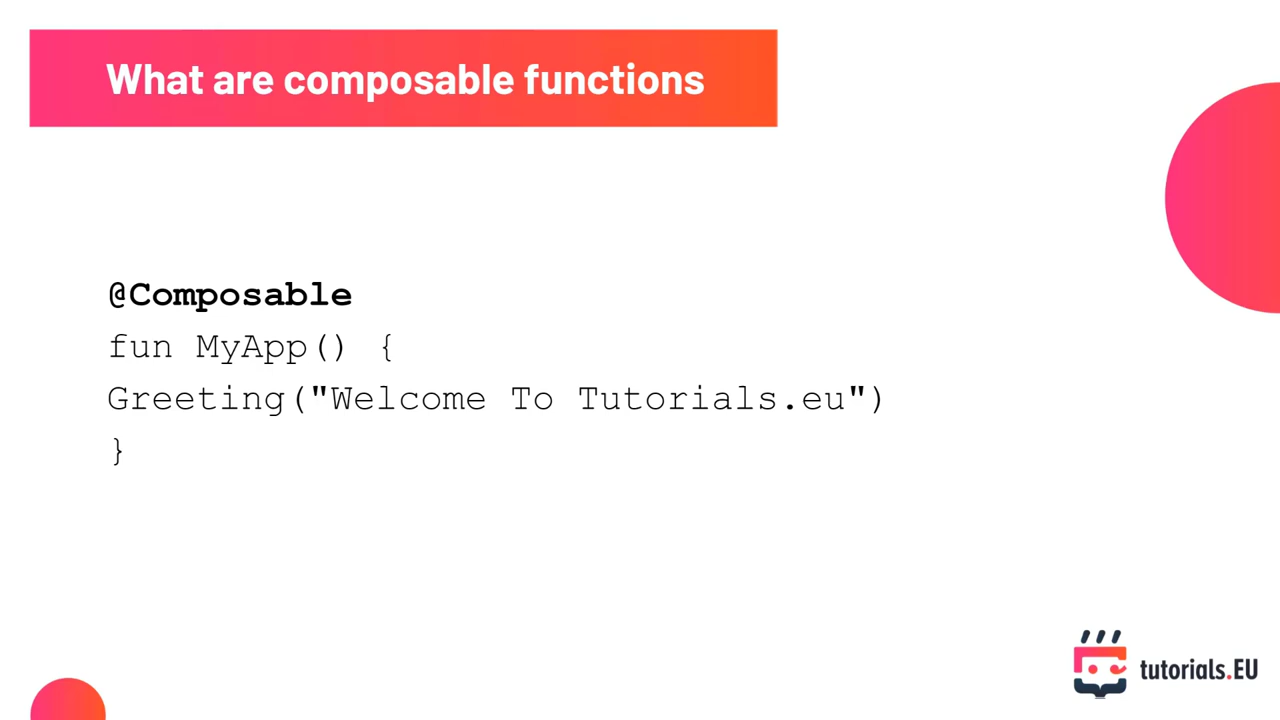 What are composable functions
@Composable
fun MyApp() {
Greeting("Welcome To Tutorials.eu")
}
tutorials.EU